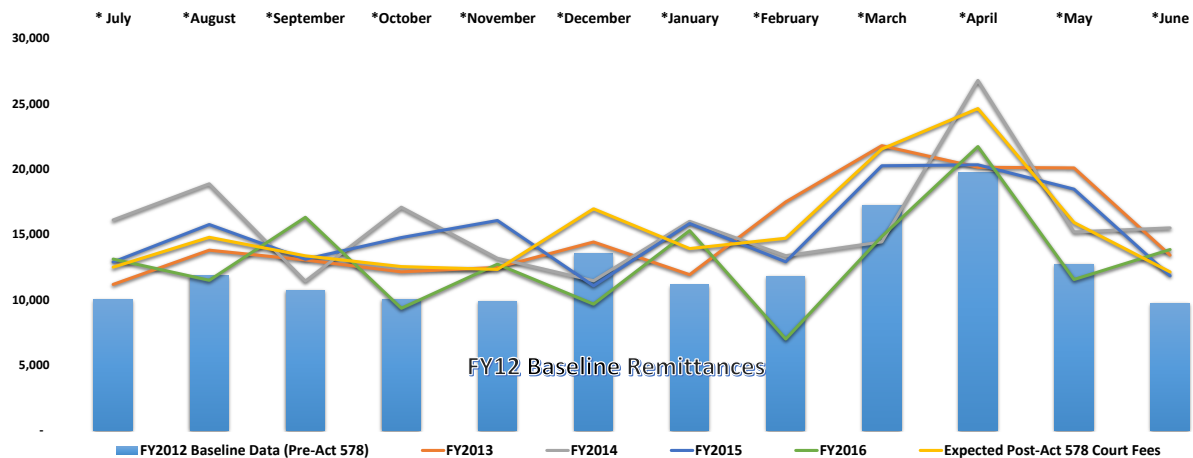 * July *August *September *October *November *December *January *February *March *April *May *June
30,000
25,000
20,000
15,000
10,000
5,000
-
FY12 Baseline Remittances
FY2012 Baseline Data (Pre-Act 578) FY2013 FY2014 FY2015 FY2016 Expected Post-Act 578 Court Fees